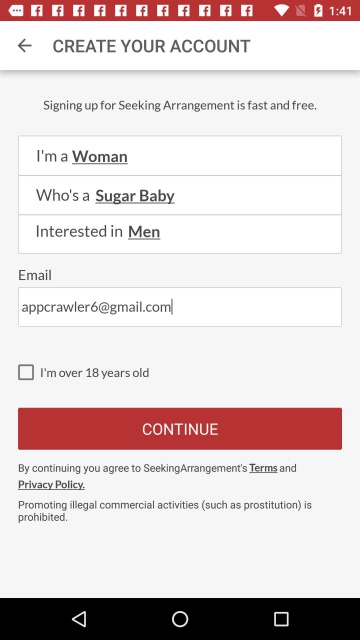 1:41
CREATE YOUR ACCOUNT
Signing up for Seeking Arrangement is fast and free.
I'm a Woman
Who's a Sugar Baby
Interested in Men
Email
appcrawler6@gmail.com
I'm over 18 years old
CONTINUE
By continuing you agree to SeekingArrangement's Terms and
Privacy Policy.
Promoting illegal commercial activities (such as prostitution) is
prohibited.